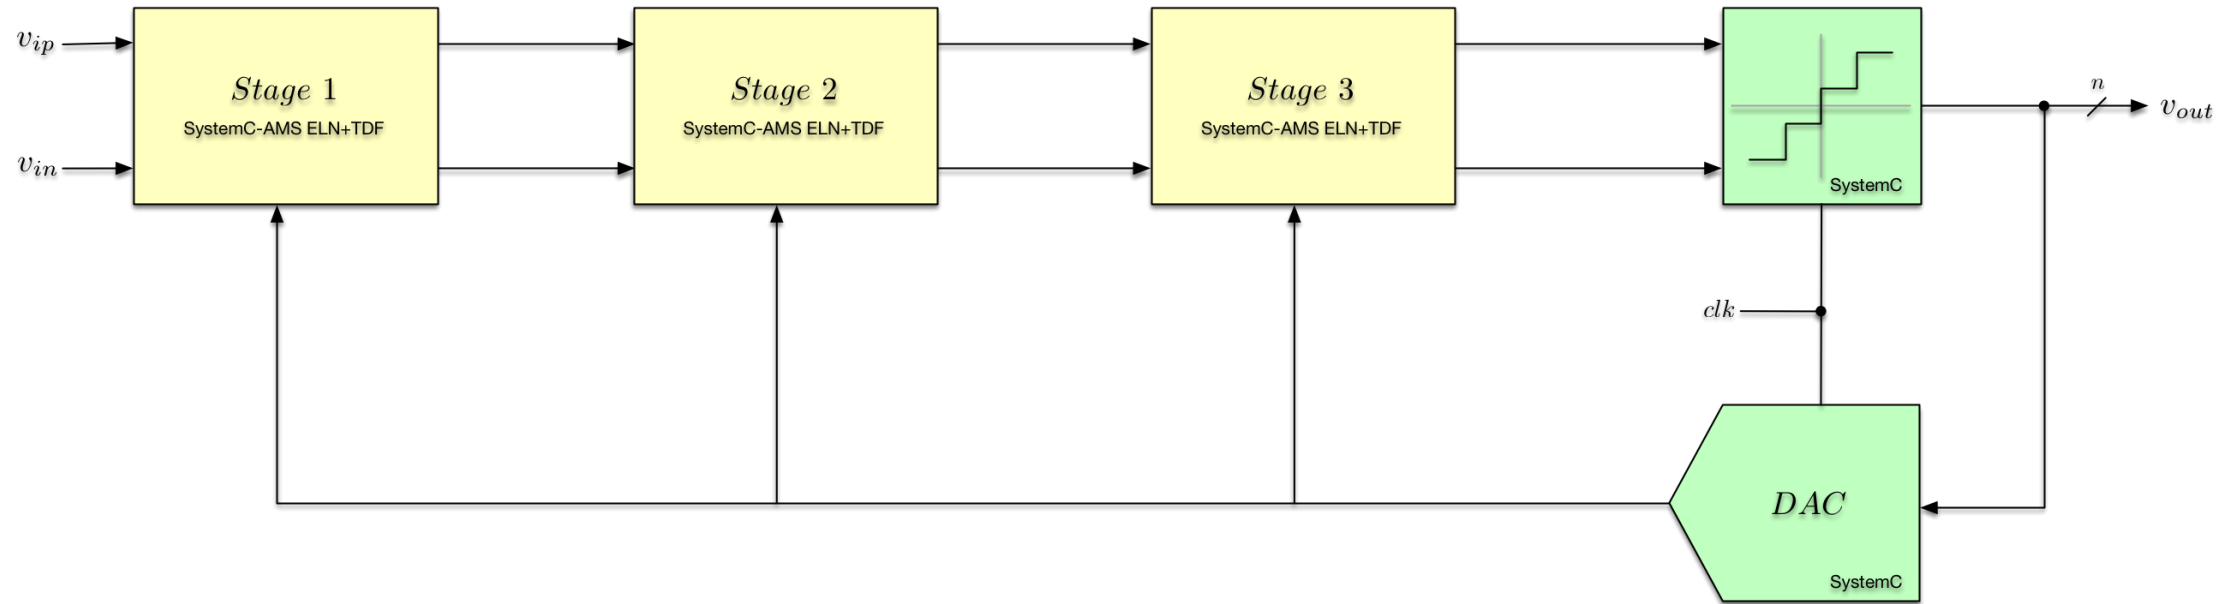 v_ip
v_in
Stage 1
SystemC-AMS ELN+TDF
Stage 2
SystemC-AMS ELN+TDF
Stage 3
SystemC-AMS ELN+TDF
SystemC
n
v_out
clk
DAC
SystemC